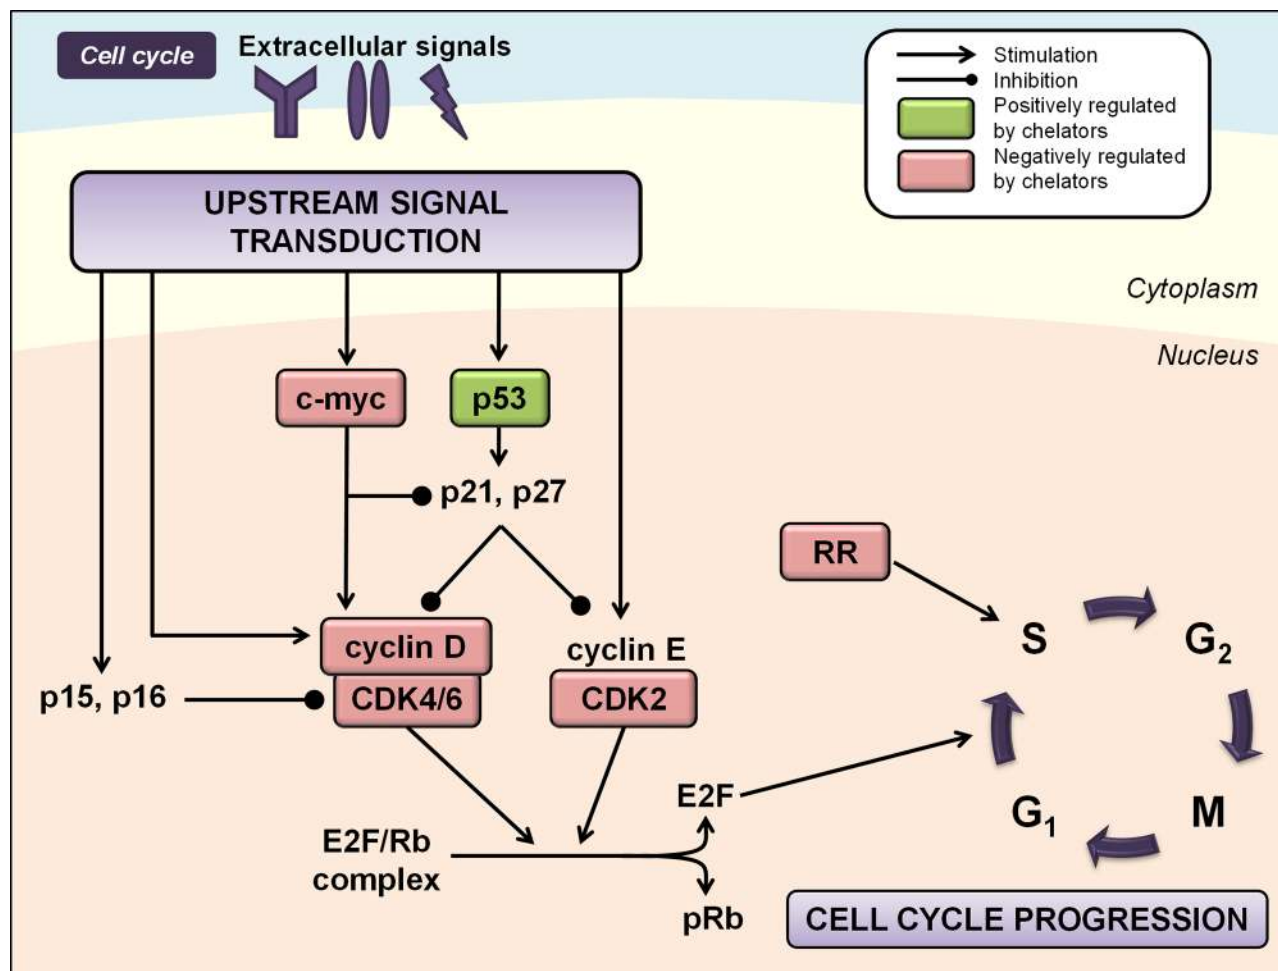 Cell cycle
Extracellular signals
Stimulation
Inhibition
Positively regulated
by chelators
Negatively regulated
by chelators
UPSTREAM SIGNAL
TRANSDUCTION
Cytoplasm
Nucleus
c-myc
p53
p21, p27
RR
cyclin D
cyclin E
p15, p16
CDK4/6
CDK2
S
G₂
E2F
G₁
M
E2F/Rb
complex
pRb
CELL CYCLE PROGRESSION